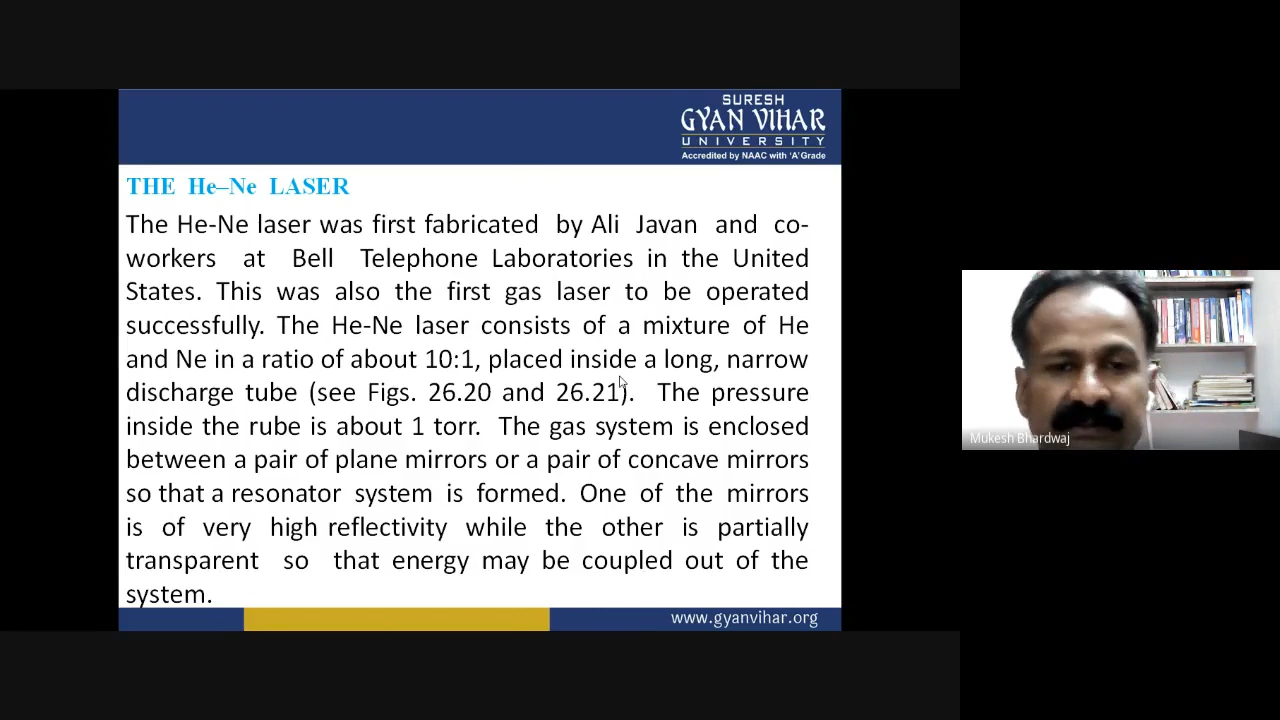 SURESH
GYAN VIHAR
UNIVERSITY
Accredited by NAAC with 'A' Grade
THE He–Ne LASER
The He-Ne laser was first fabricated by Ali Javan and co-
workers at Bell Telephone Laboratories in the United
States. This was also the first gas laser to be operated
successfully. The He-Ne laser consists of a mixture of He
and Ne in a ratio of about 10:1, placed inside a long, narrow
discharge tube (see Figs. 26.20 and 26.21). The pressure
inside the rube is about 1 torr. The gas system is enclosed
between a pair of plane mirrors or a pair of concave mirrors
so that a resonator system is formed. One of the mirrors
is of very high reflectivity while the other is partially
transparent so that energy may be coupled out of the
system.
www.gyanvihar.org
Mukesh Bhardwaj